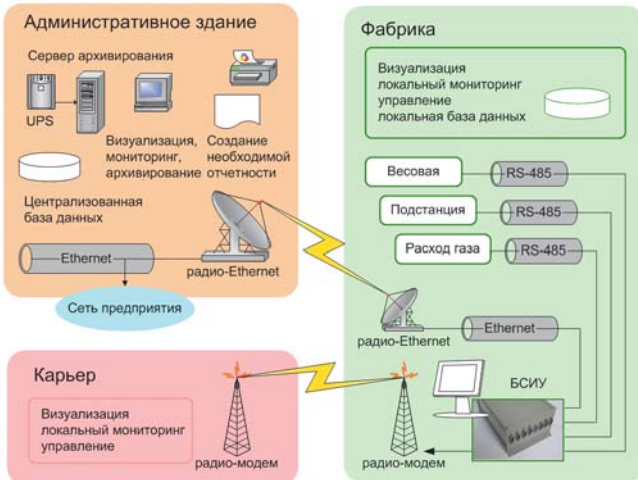 Административное здание
Сервер архивирования
UPS
Визуализация,
мониторинг,
архивирование
Создание
необходимой
отчетности
Централизованная
база данных
Ethernet
радио-Ethernet
Сеть предприятия
Фабрика
Визуализация
локальный мониторинг
управление
локальная база данных
Весовая
RS-485
Подстанция
RS-485
Расход газа
RS-485
радио-Ethernet
Ethernet
БСИУ
радио-модем
Карьер
Визуализация
локальный мониторинг
управление
радио-модем